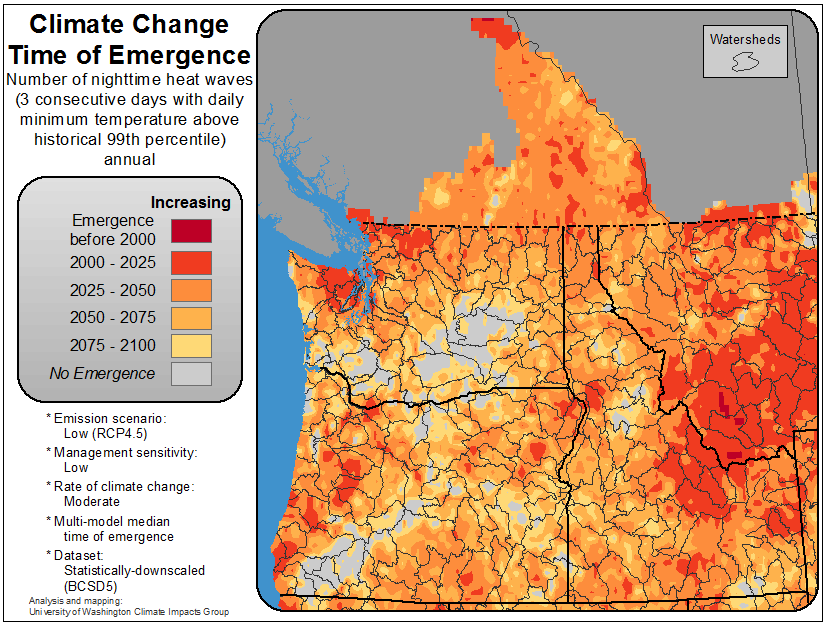 Climate Change
Time of Emergence
Number of nighttime heat waves
(3 consecutive days with daily
minimum temperature above
historical 99th percentile)
annual
Increasing
Emergence
before 2000
2000 - 2025
2025 - 2050
2050 - 2075
2075 - 2100
No Emergence
* Emission scenario:
Low (RCP4.5)
* Management sensitivity:
Low
* Rate of climate change:
Moderate
* Multi-model median
time of emergence
* Dataset:
Statistically-downscaled
(BCSD5)
Analysis and mapping:
University of Washington Climate Impacts Group
Watersheds